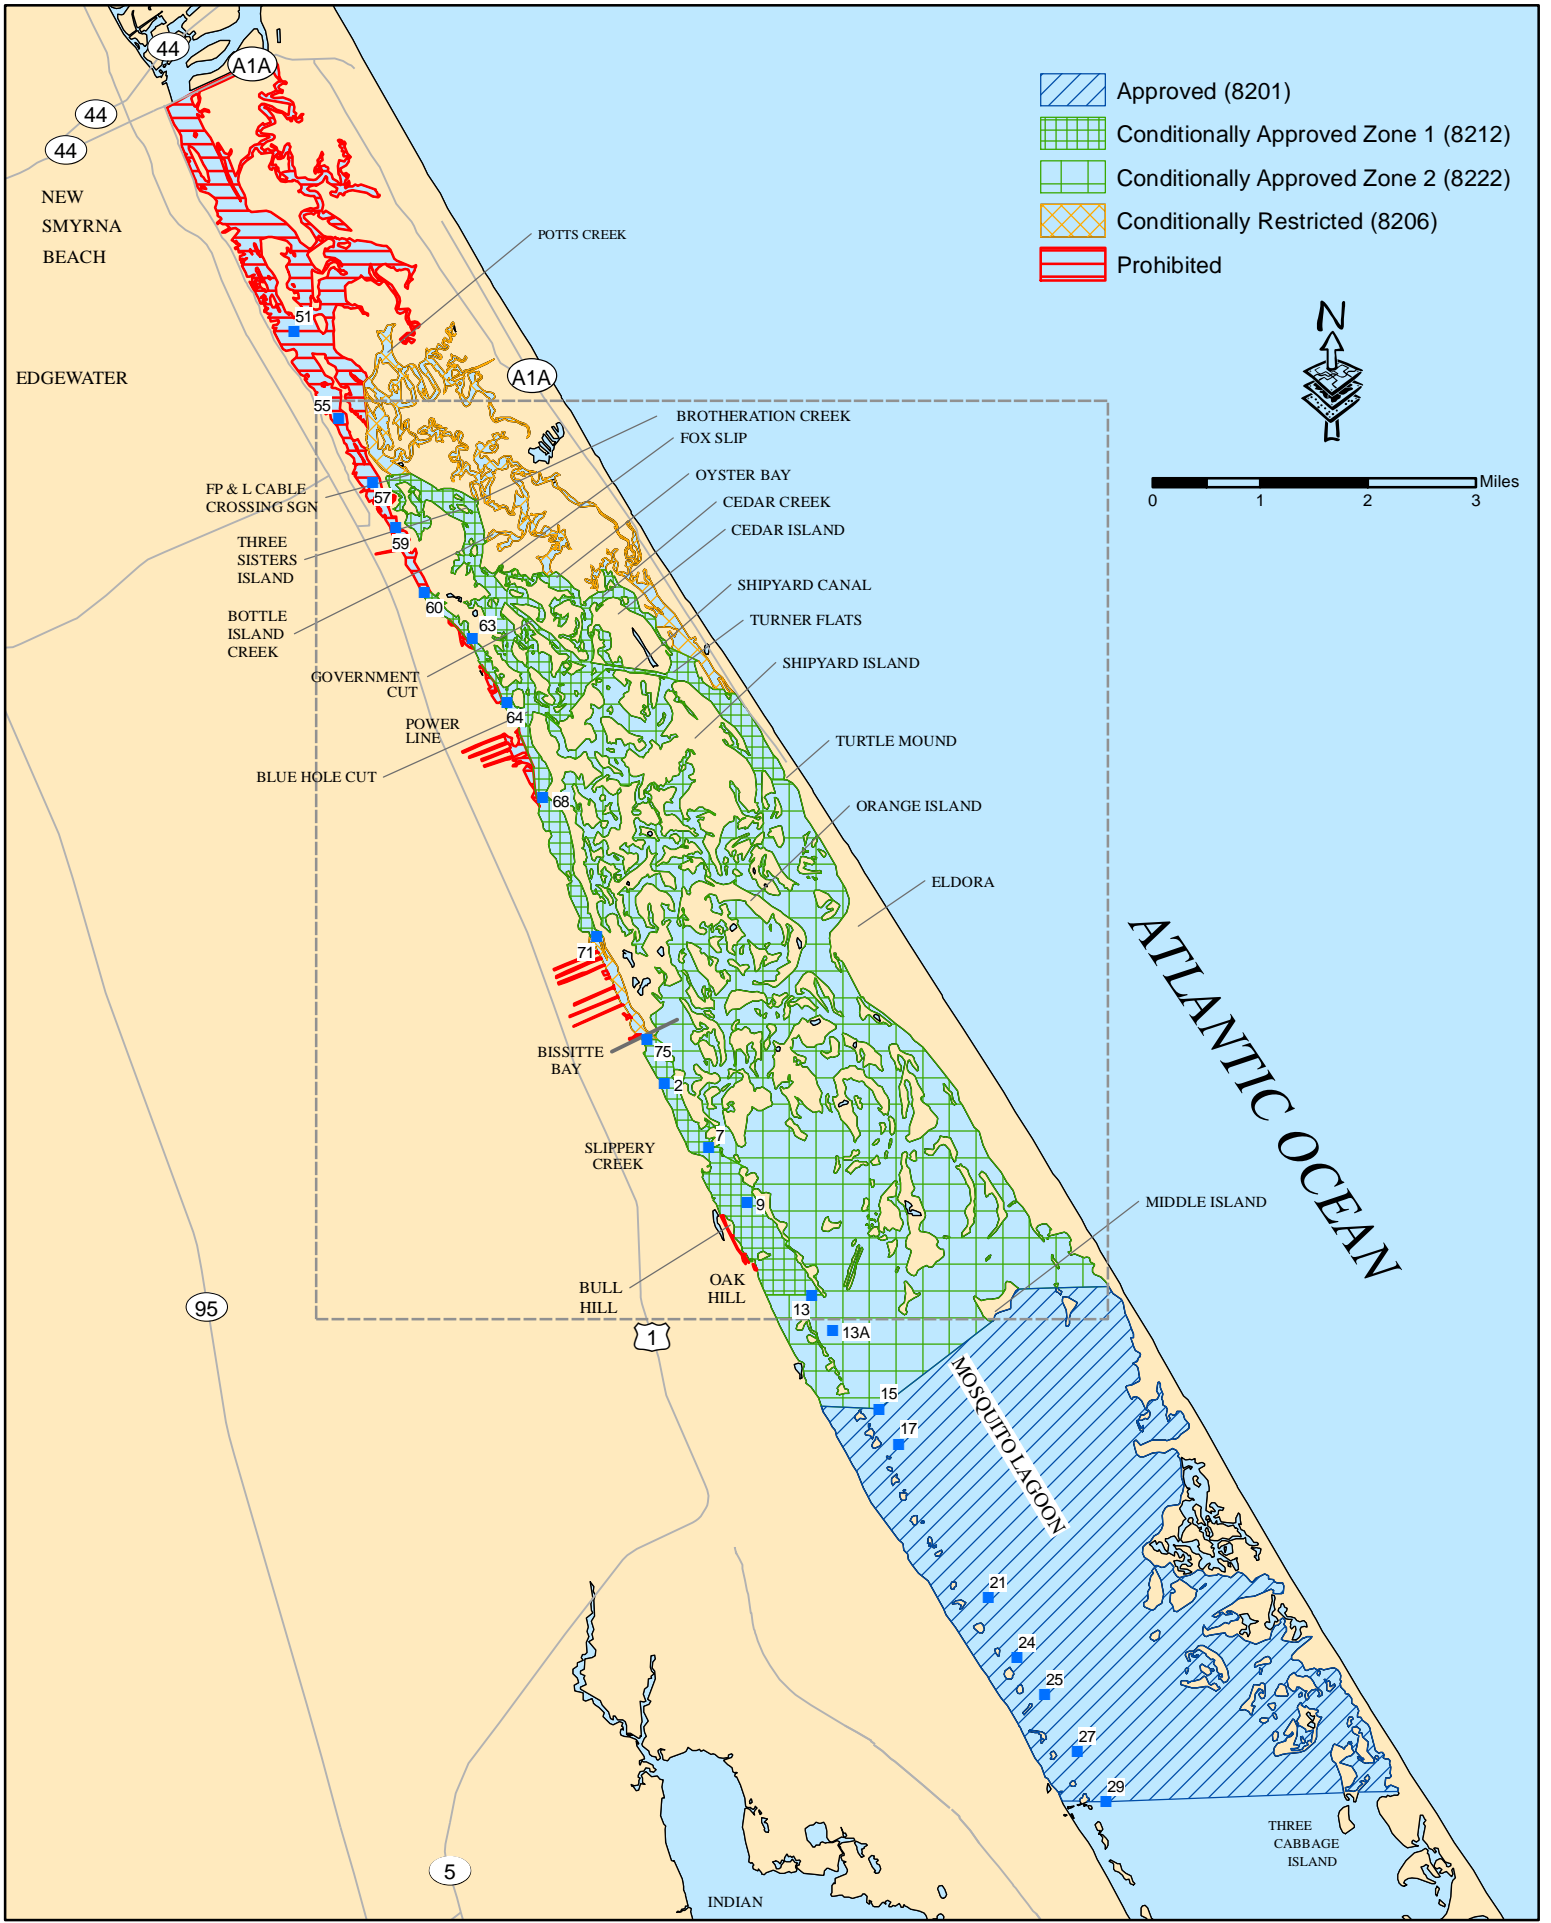 44
A1A
44
44
NEW
SMYRNA
BEACH
Approved (8201)
Conditionally Approved Zone 1 (8212)
Conditionally Approved Zone 2 (8222)
Conditionally Restricted (8206)
Prohibited
POTTS CREEK
N
51
EDGEWATER
A1A
55
BROTHERATION CREEK
FOX SLIP
OYSTER BAY
CEDAR CREEK
CEDAR ISLAND
Miles
0 1 2 3
FP & L CABLE
CROSSING SGN
57
THREE
SISTERS
ISLAND
59
SHIPYARD CANAL
60
BOTTLE
ISLAND
CREEK
63
TURNER FLATS
SHIPYARD ISLAND
GOVERNMENT
CUT
64
POWER
LINE
TURTLE MOUND
BLUE HOLE CUT
68
ORANGE ISLAND
ELDORA
71
ATLANTIC OCEAN
BISSITTE
BAY
75
2
7
SLIPPERY
CREEK
9
MIDDLE ISLAND
BULL
HILL
OAK
HILL
13
95
1
13A
MOSQUITO LAGOON
15
17
21
24
25
27
29
THREE
CABBAGE
ISLAND
5
INDIAN